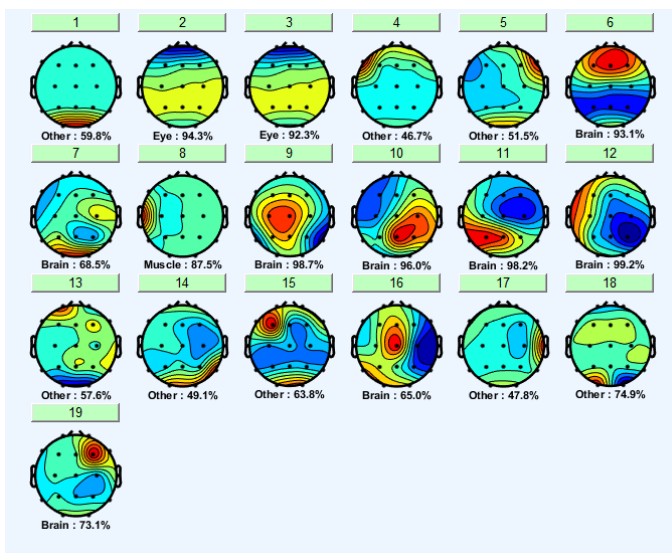 1 2 3 4 5 6
Other : 59.8% Eye : 94.3% Eye : 92.3% Other : 46.7% Other : 51.5% Brain : 93.1%
7 8 9 10 11 12
Brain : 68.5% Muscle : 87.5% Brain : 98.7% Brain : 96.0% Brain : 98.2% Brain : 99.2%
13 14 15 16 17 18
Other : 57.6% Other : 49.1% Other : 63.8% Brain : 65.0% Other : 47.8% Other : 74.9%
19
Brain : 73.1%